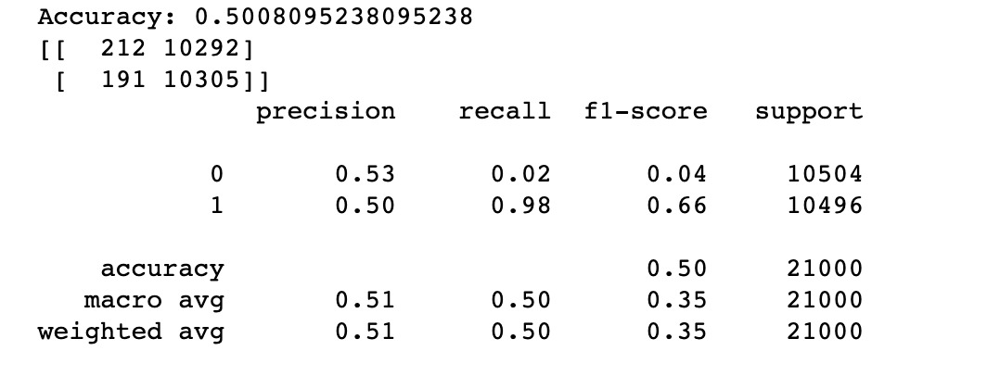 Accuracy: 0.5008095238095238
[[  212 10292]
 [  191 10305]]
precision recall f1-score support
0 0.53 0.02 0.04 10504
1 0.50 0.98 0.66 10496
accuracy 0.50 21000
macro avg 0.51 0.50 0.35 21000
weighted avg 0.51 0.50 0.35 21000